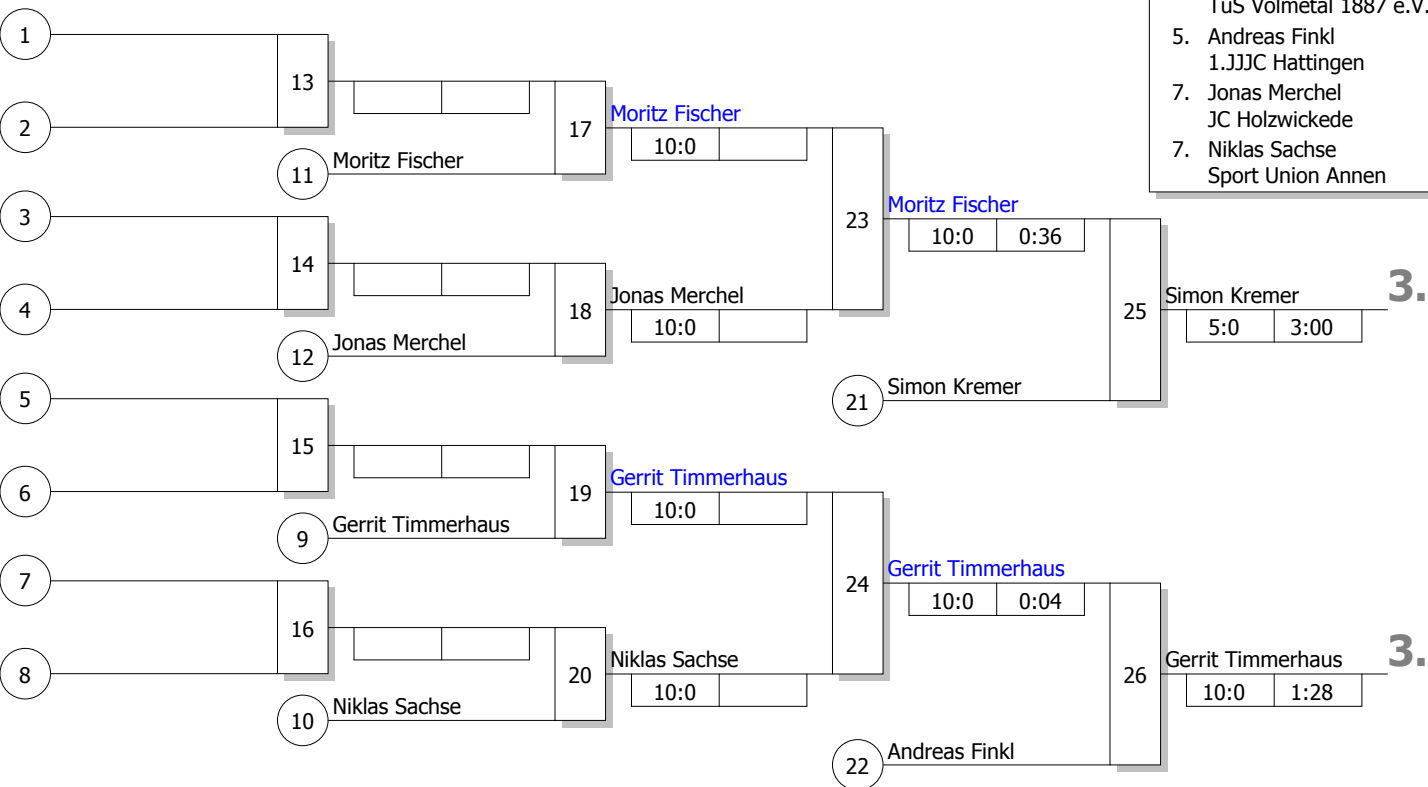 TuS Volmetal 1887 e.V.
5. Andreas Finkl
1.JJJC Hattingen
7. Jonas Merchel
JC Holzwickede
7. Niklas Sachse
Sport Union Annen
1
13
2
17
Moritz Fischer
10:0
11
Moritz Fischer
3
23
Moritz Fischer
10:0 0:36
14
4
18
Jonas Merchel
10:0
12
Jonas Merchel
25
Simon Kremer
3.
5:0 3:00
5
21
Simon Kremer
15
6
19
Gerrit Timmerhaus
10:0
9
Gerrit Timmerhaus
7
24
Gerrit Timmerhaus
10:0 0:04
16
8
20
Niklas Sachse
10:0
10
Niklas Sachse
26
Gerrit Timmerhaus
3.
10:0 1:28
22
Andreas Finkl